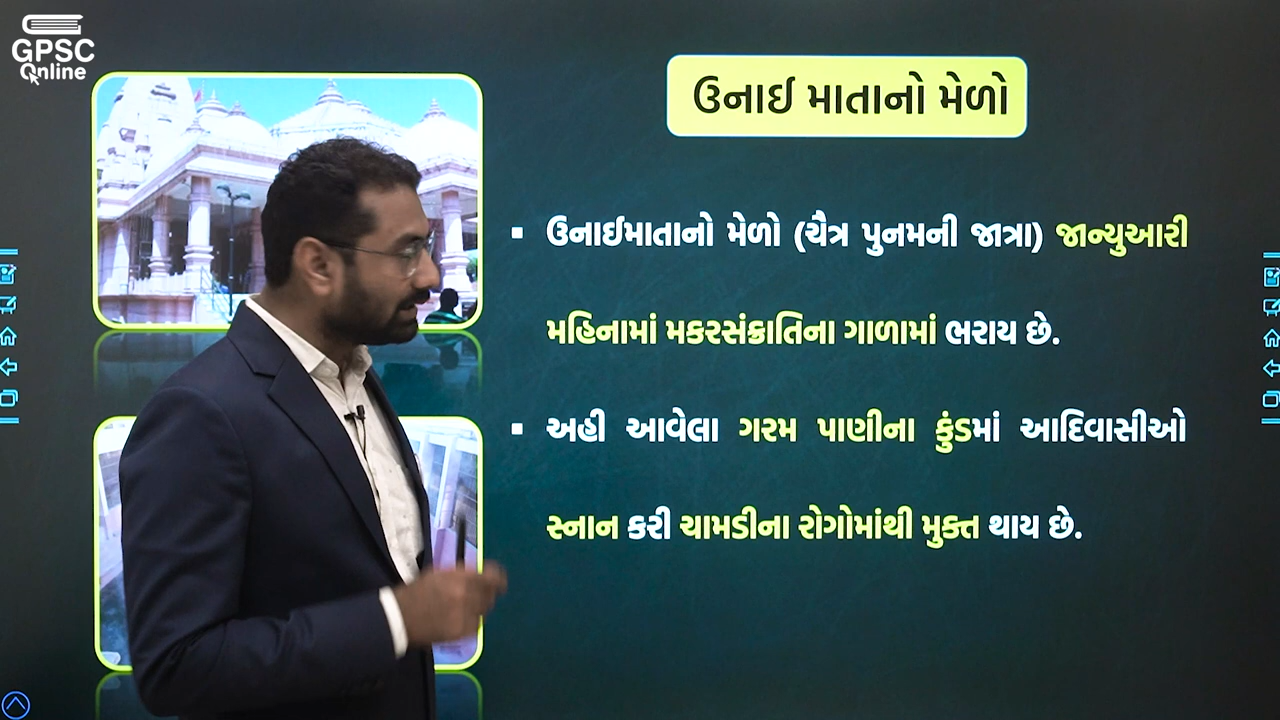 GPSC
Online
ઉનાઈ માતાનો મેળો
▪ ઉનાઈમાતાનો મેળો (ચૈત્ર પુનમની જાત્રા) જાન્યુઆરી
મહિનામાં મકરસંક્રાતિના ગાળામાં ભરાય છે.
▪ અહી આવેલા ગરમ પાણીના કુંડમાં આદિવાસીઓ
સ્નાન કરી ચામડીના રોગોમાંથી મુક્ત થાય છે.